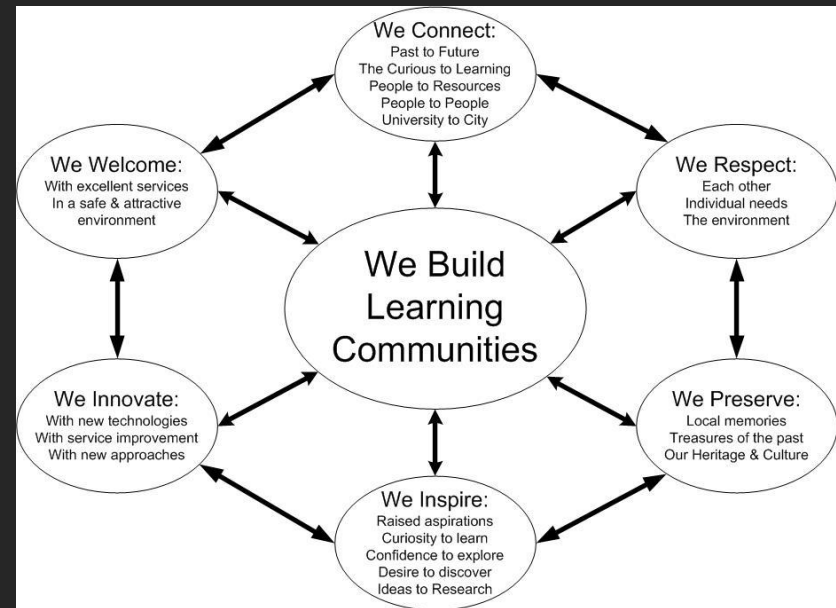 We Connect:
Past to Future
The Curious to Learning
People to Resources
People to People
University to City
We Welcome:
With excellent services
In a safe & attractive
environment
We Respect:
Each other
Individual needs
The environment
We Build
Learning
Communities
We Innovate:
With new technologies
With service improvement
With new approaches
We Preserve:
Local memories
Treasures of the past
Our Heritage & Culture
We Inspire:
Raised aspirations
Curiosity to learn
Confidence to explore
Desire to discover
Ideas to Research